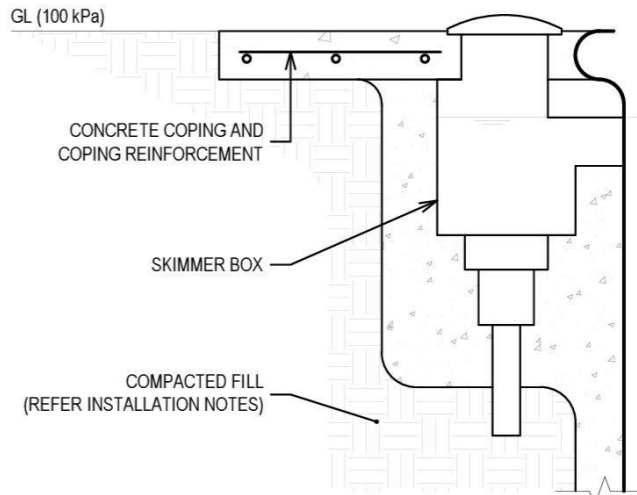 GL (100 kPa)
CONCRETE COPING AND
COPING REINFORCEMENT
SKIMMER BOX
COMPACTED FILL
(REFER INSTALLATION NOTES)